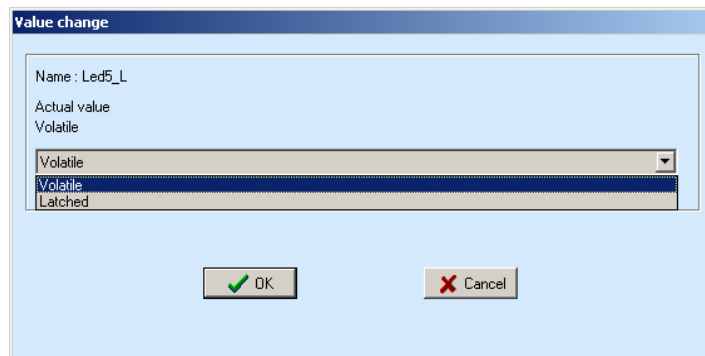 Value change
Name : Led5_L
Actual value
Volatile
Volatile
Volatile
Latched
OK
Cancel